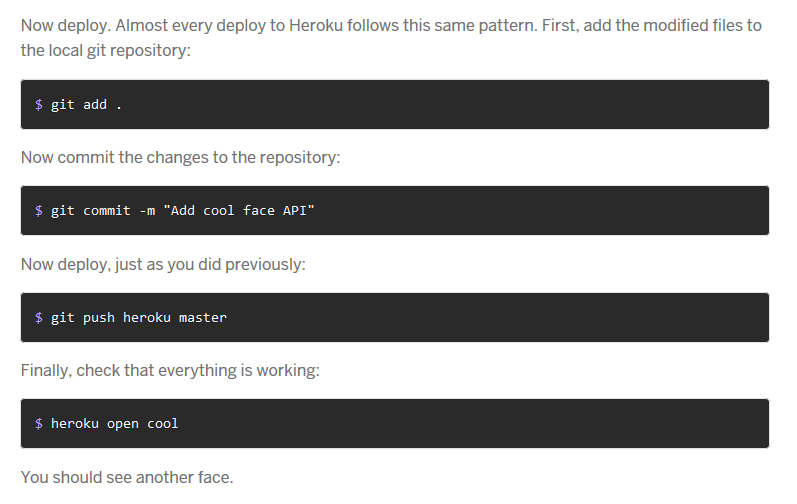 Now deploy. Almost every deploy to Heroku follows this same pattern. First, add the modified files to
the local git repository:
$ git add .
Now commit the changes to the repository:
$ git commit -m "Add cool face API"
Now deploy, just as you did previously:
$ git push heroku master
Finally, check that everything is working:
$ heroku open cool
You should see another face.